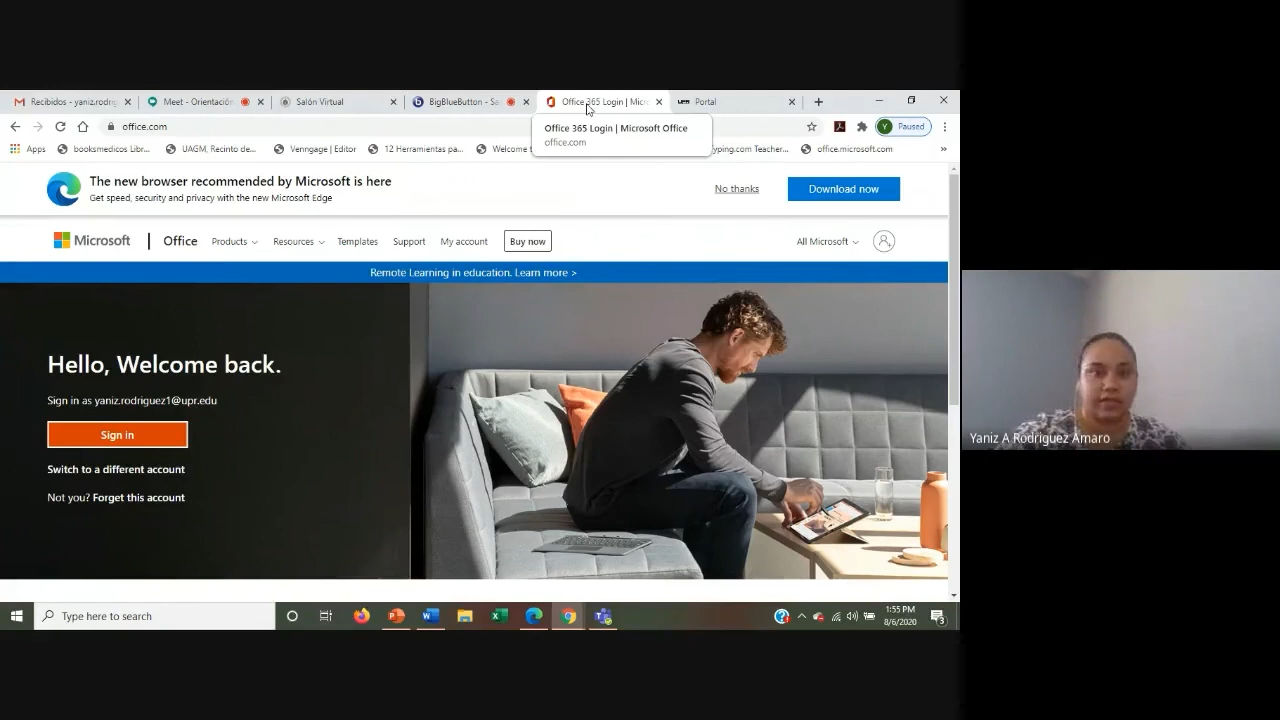 Recibidos - yaniz.rodrig
Meet - Orientación
Salón Virtual
BigBlueButton - Sa
Office 365 Login | Micr
UPR Portal
office.com
Office 365 Login | Microsoft Office
office.com
Y Paused
Apps
booksmedicos Libr...
UAGM, Recinto de...
Venngage | Editor
12 Herramientas pa...
Welcome t
yping.com Teacher...
office.microsoft.com
»
The new browser recommended by Microsoft is here
Get speed, security and privacy with the new Microsoft Edge
No thanks
Download now
Microsoft | Office
Products
Resources
Templates
Support
My account
Buy now
All Microsoft
Remote Learning in education. Learn more >
Hello, Welcome back.
Sign in as yaniz.rodriguez1@upr.edu
Sign in
Switch to a different account
Not you? Forget this account
Yaniz A Rodriguez Amaro
Type here to search
1:55 PM
8/6/2020
3